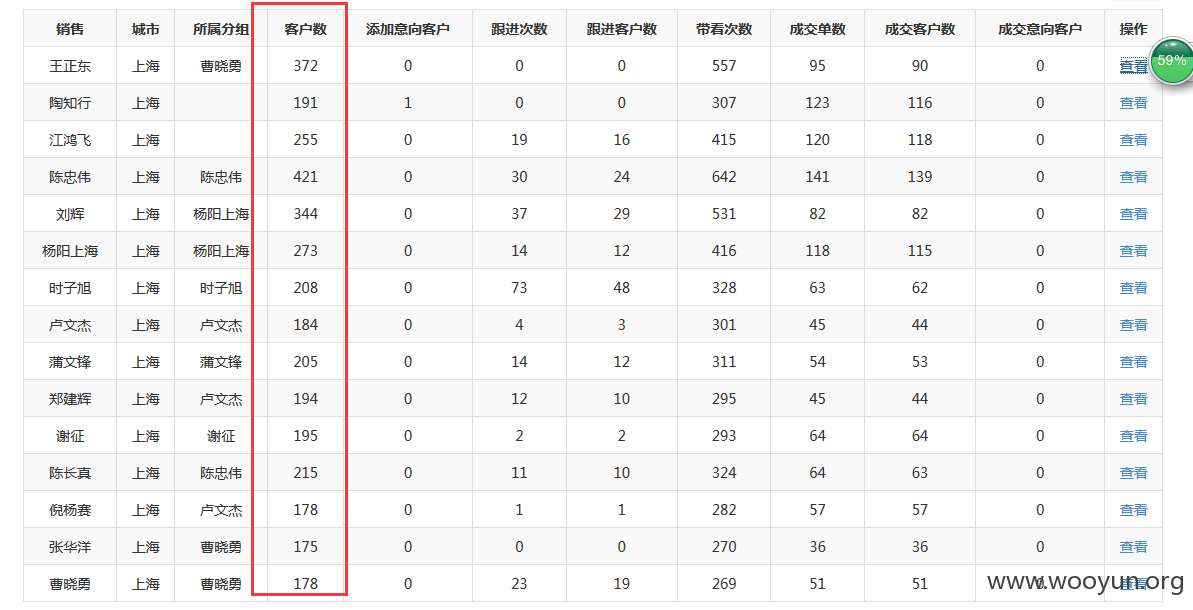 销售 城市 所属分组 客户数 添加意向客户 跟进次数 跟进客户数 带看次数 成交单数 成交客户数 成交意向客户 操作
王正东 上海 曹晓勇 372 0 0 0 557 95 90 0 查看
陶知行 上海 191 1 0 0 307 123 116 0 查看
江鸿飞 上海 255 0 19 16 415 120 118 0 查看
陈忠伟 上海 陈忠伟 421 0 30 24 642 141 139 0 查看
刘辉 上海 杨阳上海 344 0 37 29 531 82 82 0 查看
杨阳上海 上海 杨阳上海 273 0 14 12 416 118 115 0 查看
时子旭 上海 时子旭 208 0 73 48 328 63 62 0 查看
卢文杰 上海 卢文杰 184 0 4 3 301 45 44 0 查看
蒲文锋 上海 蒲文锋 205 0 14 12 311 54 53 0 查看
郑建辉 上海 卢文杰 194 0 12 10 295 45 44 0 查看
谢征 上海 谢征 195 0 2 2 293 64 64 0 查看
陈长真 上海 陈忠伟 215 0 11 10 324 64 63 0 查看
倪杨赛 上海 卢文杰 178 0 1 1 282 57 57 0 查看
张华洋 上海 曹晓勇 175 0 0 0 270 36 36 0 查看
曹晓勇 上海 曹晓勇 178 0 23 19 269 51 51 0 查看
59%
www.wooyun.org